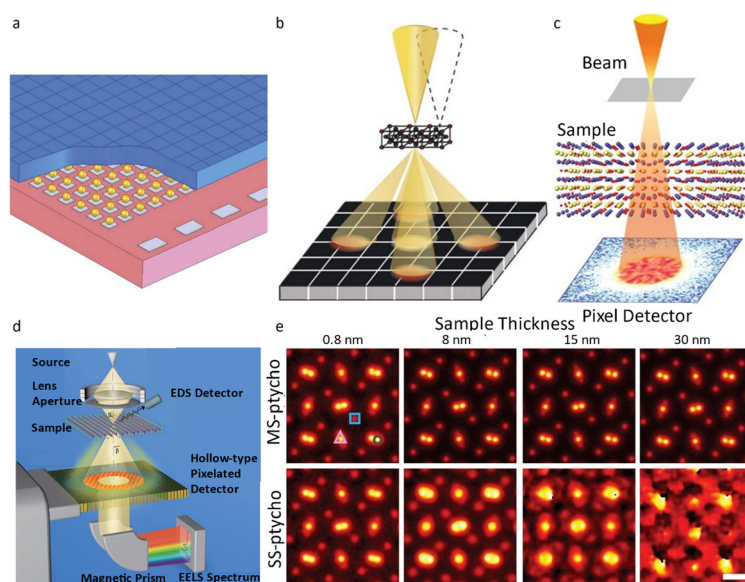 a
b
c
Beam
Sample
Pixel Detector
d
Source
Lens
Aperture
EDS Detector
Sample
Hollow-type
Pixelated
Detector
Magnetic Prism
EELS Spectrum
e
Sample Thickness
0.8 nm
8 nm
15 nm
30 nm
MS-ptycho
SS-ptycho